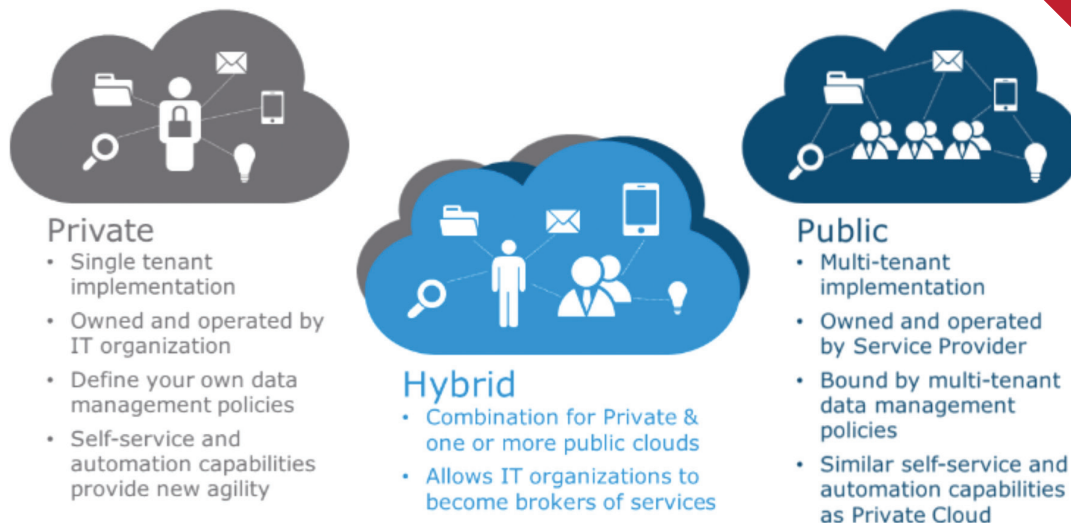 Private
• Single tenant
implementation
• Owned and operated by
IT organization
• Define your own data
management policies
• Self-service and
automation capabilities
provide new agility
Hybrid
• Combination for Private &
one or more public clouds
• Allows IT organizations to
become brokers of services
Public
• Multi-tenant
implementation
• Owned and operated
by Service Provider
• Bound by multi-tenant
data management
policies
• Similar self-service and
automation capabilities
as Private Cloud